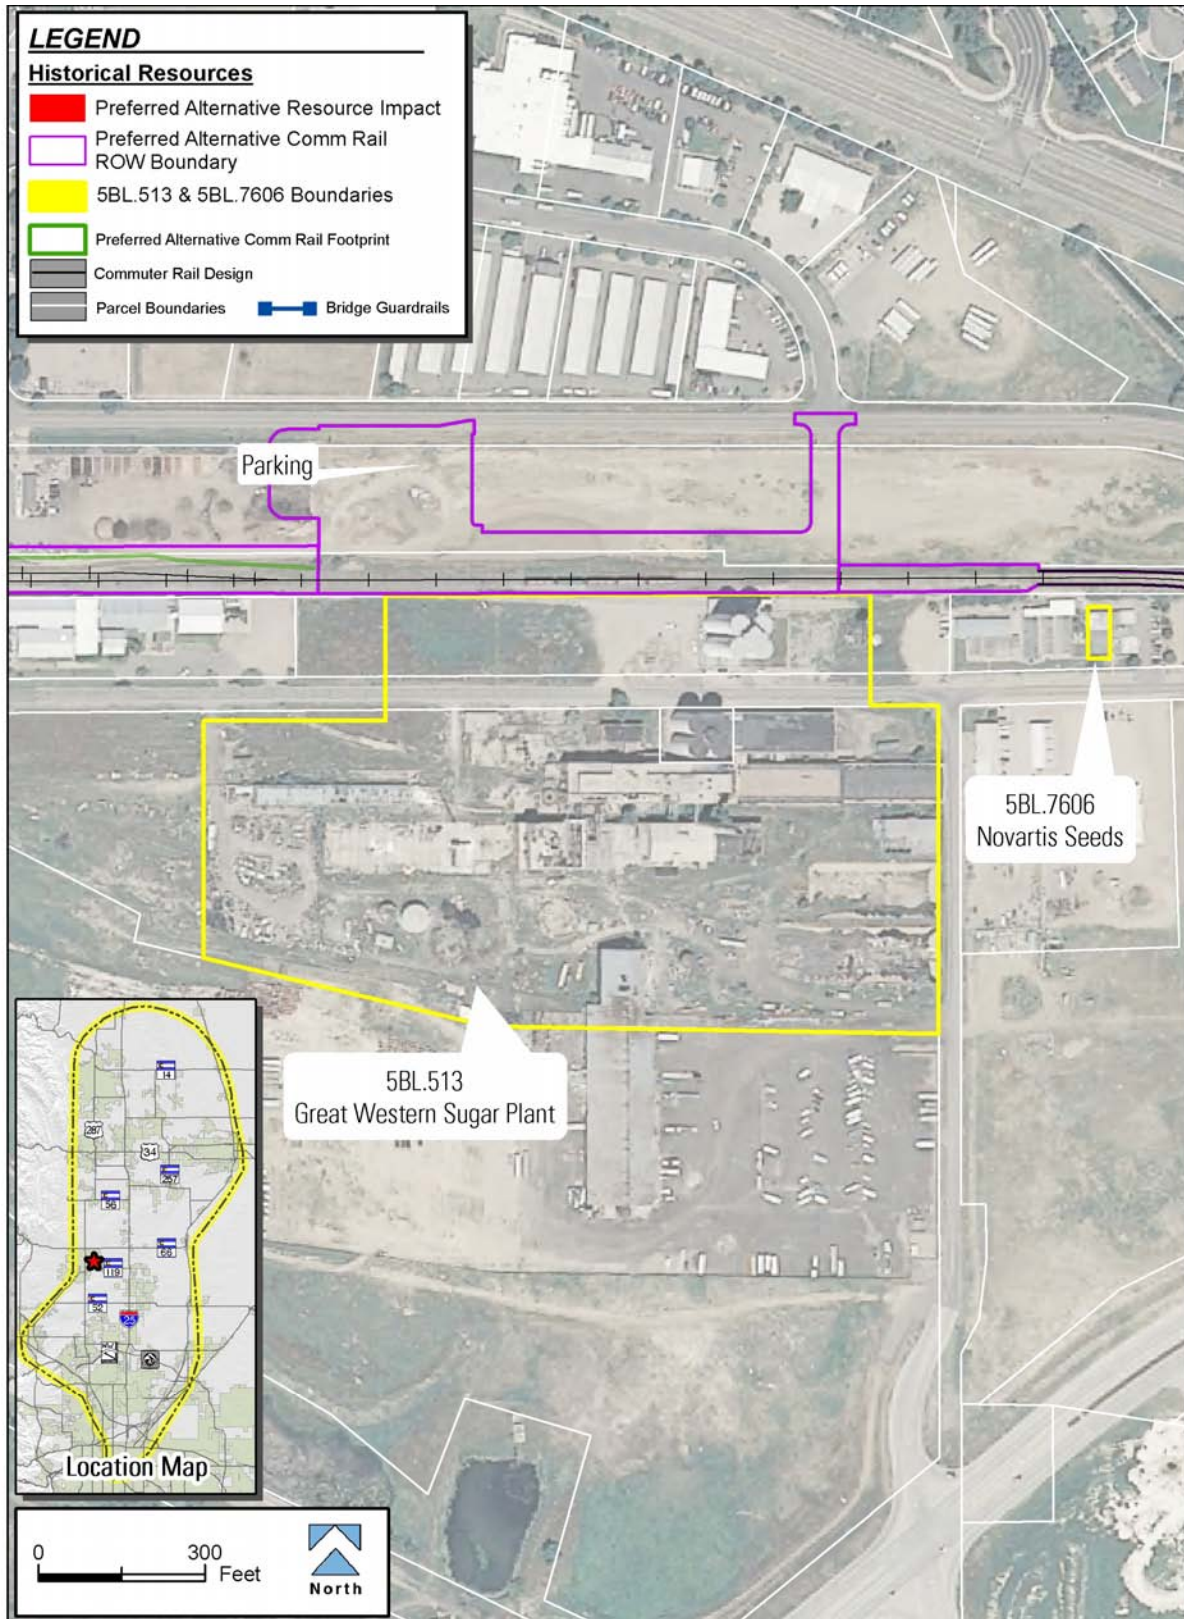 LEGEND
Historical Resources
Preferred Alternative Resource Impact
Preferred Alternative Comm Rail
ROW Boundary
5BL.513 & 5BL.7606 Boundaries
Preferred Alternative Comm Rail Footprint
Commuter Rail Design
Parcel Boundaries
Bridge Guardrails
Parking
5BL.7606
Novartis Seeds
5BL.513
Great Western Sugar Plant
14
287
34
257
56
66
119
52
25
Location Map
0
300
Feet
North